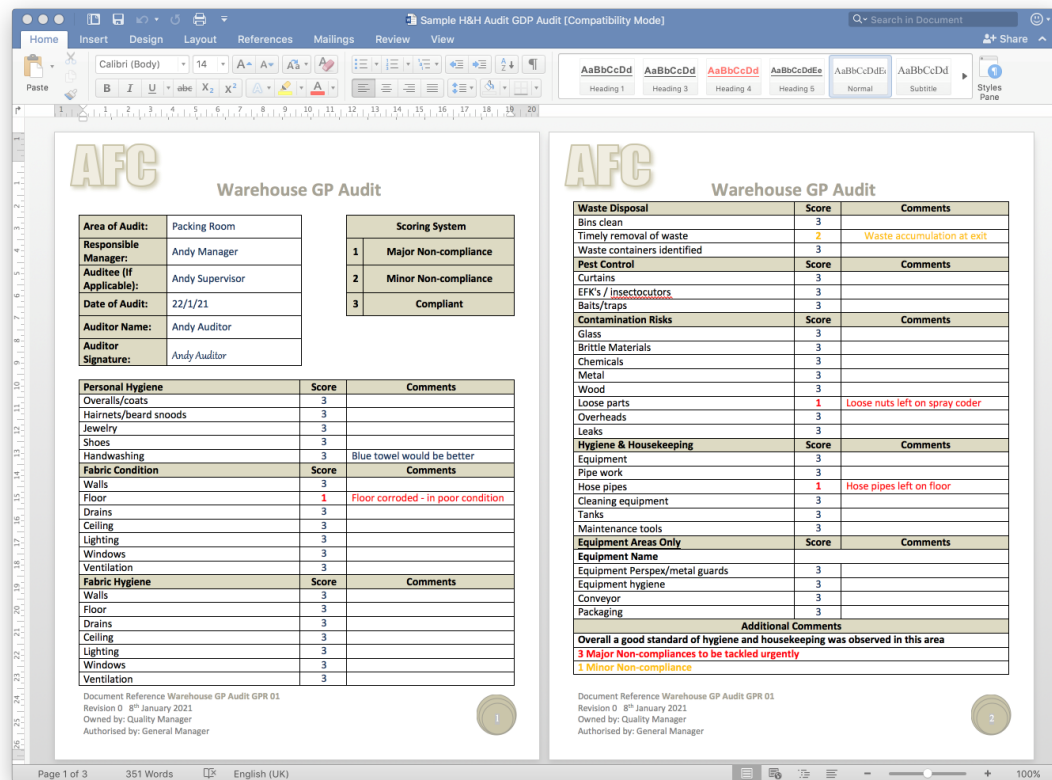 Sample H&H Audit GDP Audit [Compatibility Mode]
Search in Document
Home Insert Design Layout References Mailings Review View
Share
Paste
Calibri (Body) 14
AaBbCcDd AaBbCcDd AaBbCcDd AaBbCcDdEe AaBbCcDdEe AaBbCcDd
Heading 1 Heading 3 Heading 4 Heading 5 Normal Subtitle
Styles Pane
AFC
Warehouse GP Audit
Area of Audit: Packing Room
Responsible Manager: Andy Manager
Auditee (If Applicable): Andy Supervisor
Date of Audit: 22/1/21
Auditor Name: Andy Auditor
Auditor Signature: Andy Auditor
Scoring System
1 Major Non-compliance
2 Minor Non-compliance
3 Compliant
Personal Hygiene Score Comments
Overalls/coats 3
Hairnets/beard snoods 3
Jewelry 3
Shoes 3
Handwashing 3 Blue towel would be better
Fabric Condition Score Comments
Walls 3
Floor 1 Floor corroded - in poor condition
Drains 3
Ceiling 3
Lighting 3
Windows 3
Ventilation 3
Fabric Hygiene Score Comments
Walls 3
Floor 3
Drains 3
Ceiling 3
Lighting 3
Windows 3
Ventilation 3
Document Reference Warehouse GP Audit GPR 01
Revision 0 8th January 2021
Owned by: Quality Manager
Authorised by: General Manager
1
AFC
Warehouse GP Audit
Waste Disposal Score Comments
Bins clean 3
Timely removal of waste 2 Waste accumulation at exit
Waste containers identified 3
Pest Control Score Comments
Curtains 3
EFK's / insectocutors 3
Baits/traps 3
Contamination Risks Score Comments
Glass 3
Brittle Materials 3
Chemicals 3
Metal 3
Wood 3
Loose parts 1 Loose nuts left on spray coder
Overheads 3
Leaks 3
Hygiene & Housekeeping Score Comments
Equipment 3
Pipe work 3
Hose pipes 1 Hose pipes left on floor
Cleaning equipment 3
Tanks 3
Maintenance tools 3
Equipment Areas Only Score Comments
Equipment Name
Equipment Perspex/metal guards 3
Equipment hygiene 3
Conveyor 3
Packaging 3
Additional Comments
Overall a good standard of hygiene and housekeeping was observed in this area
3 Major Non-compliances to be tackled urgently
1 Minor Non-compliance
Document Reference Warehouse GP Audit GPR 01
Revision 0 8th January 2021
Owned by: Quality Manager
Authorised by: General Manager
2
Page 1 of 3 351 Words English (UK) 100%